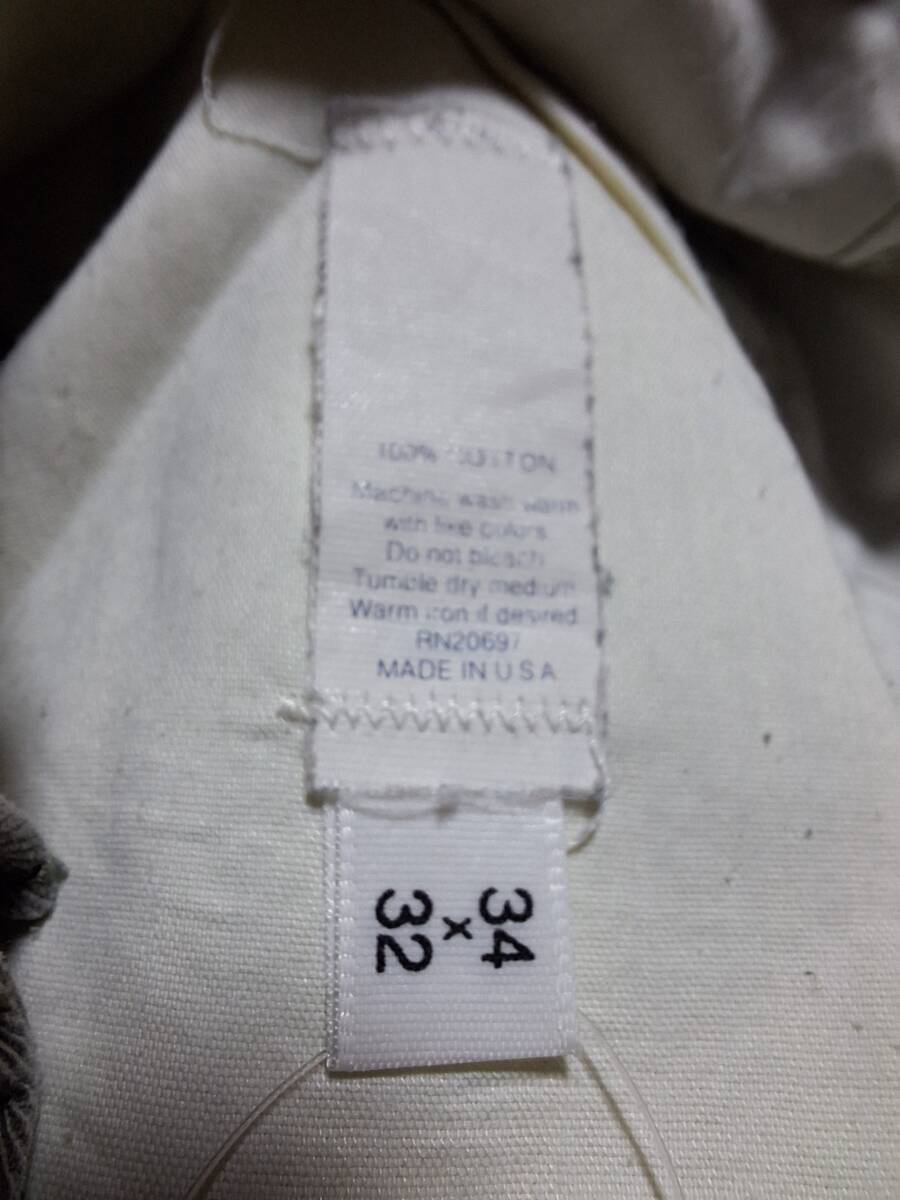 100% COTTON
Machine wash warm
with like colors
Do not bleach
Tumble dry medium
Warm iron if desired
RN20697
MADE IN U S A
34
x
32